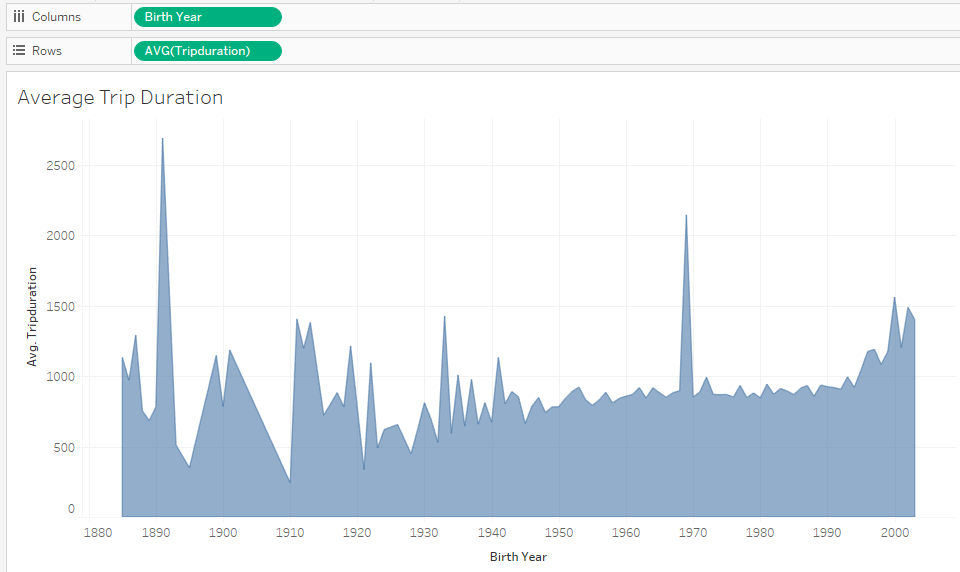 Columns
Birth Year
Rows
AVG(Tripduration)
Average Trip Duration
Avg. Tripduration
2500
2000
1500
1000
500
0
1880 1890 1900 1910 1920 1930 1940 1950 1960 1970 1980 1990 2000
Birth Year